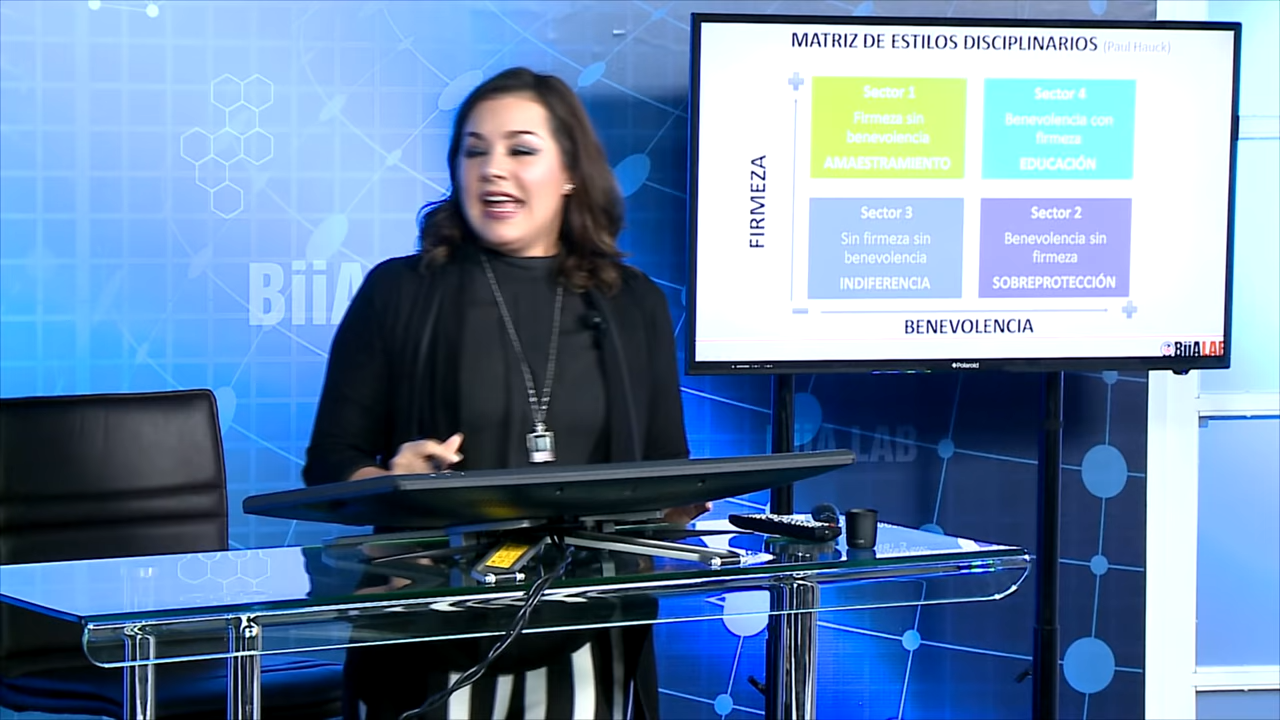 MATRIZ DE ESTILOS DISCIPLINARIOS (Paul Hauck)
Sector 1
Firmeza sin
benevolencia
AMAESTRAMIENTO
Sector 4
Benevolencia con
firmeza
EDUCACIÓN
FIRMEZA
Sector 3
Sin firmeza sin
benevolencia
INDIFERENCIA
Sector 2
Benevolencia sin
firmeza
SOBREPROTECCIÓN
BENEVOLENCIA
BiiALAB
Polaroid
BiiA
BiiA LAB